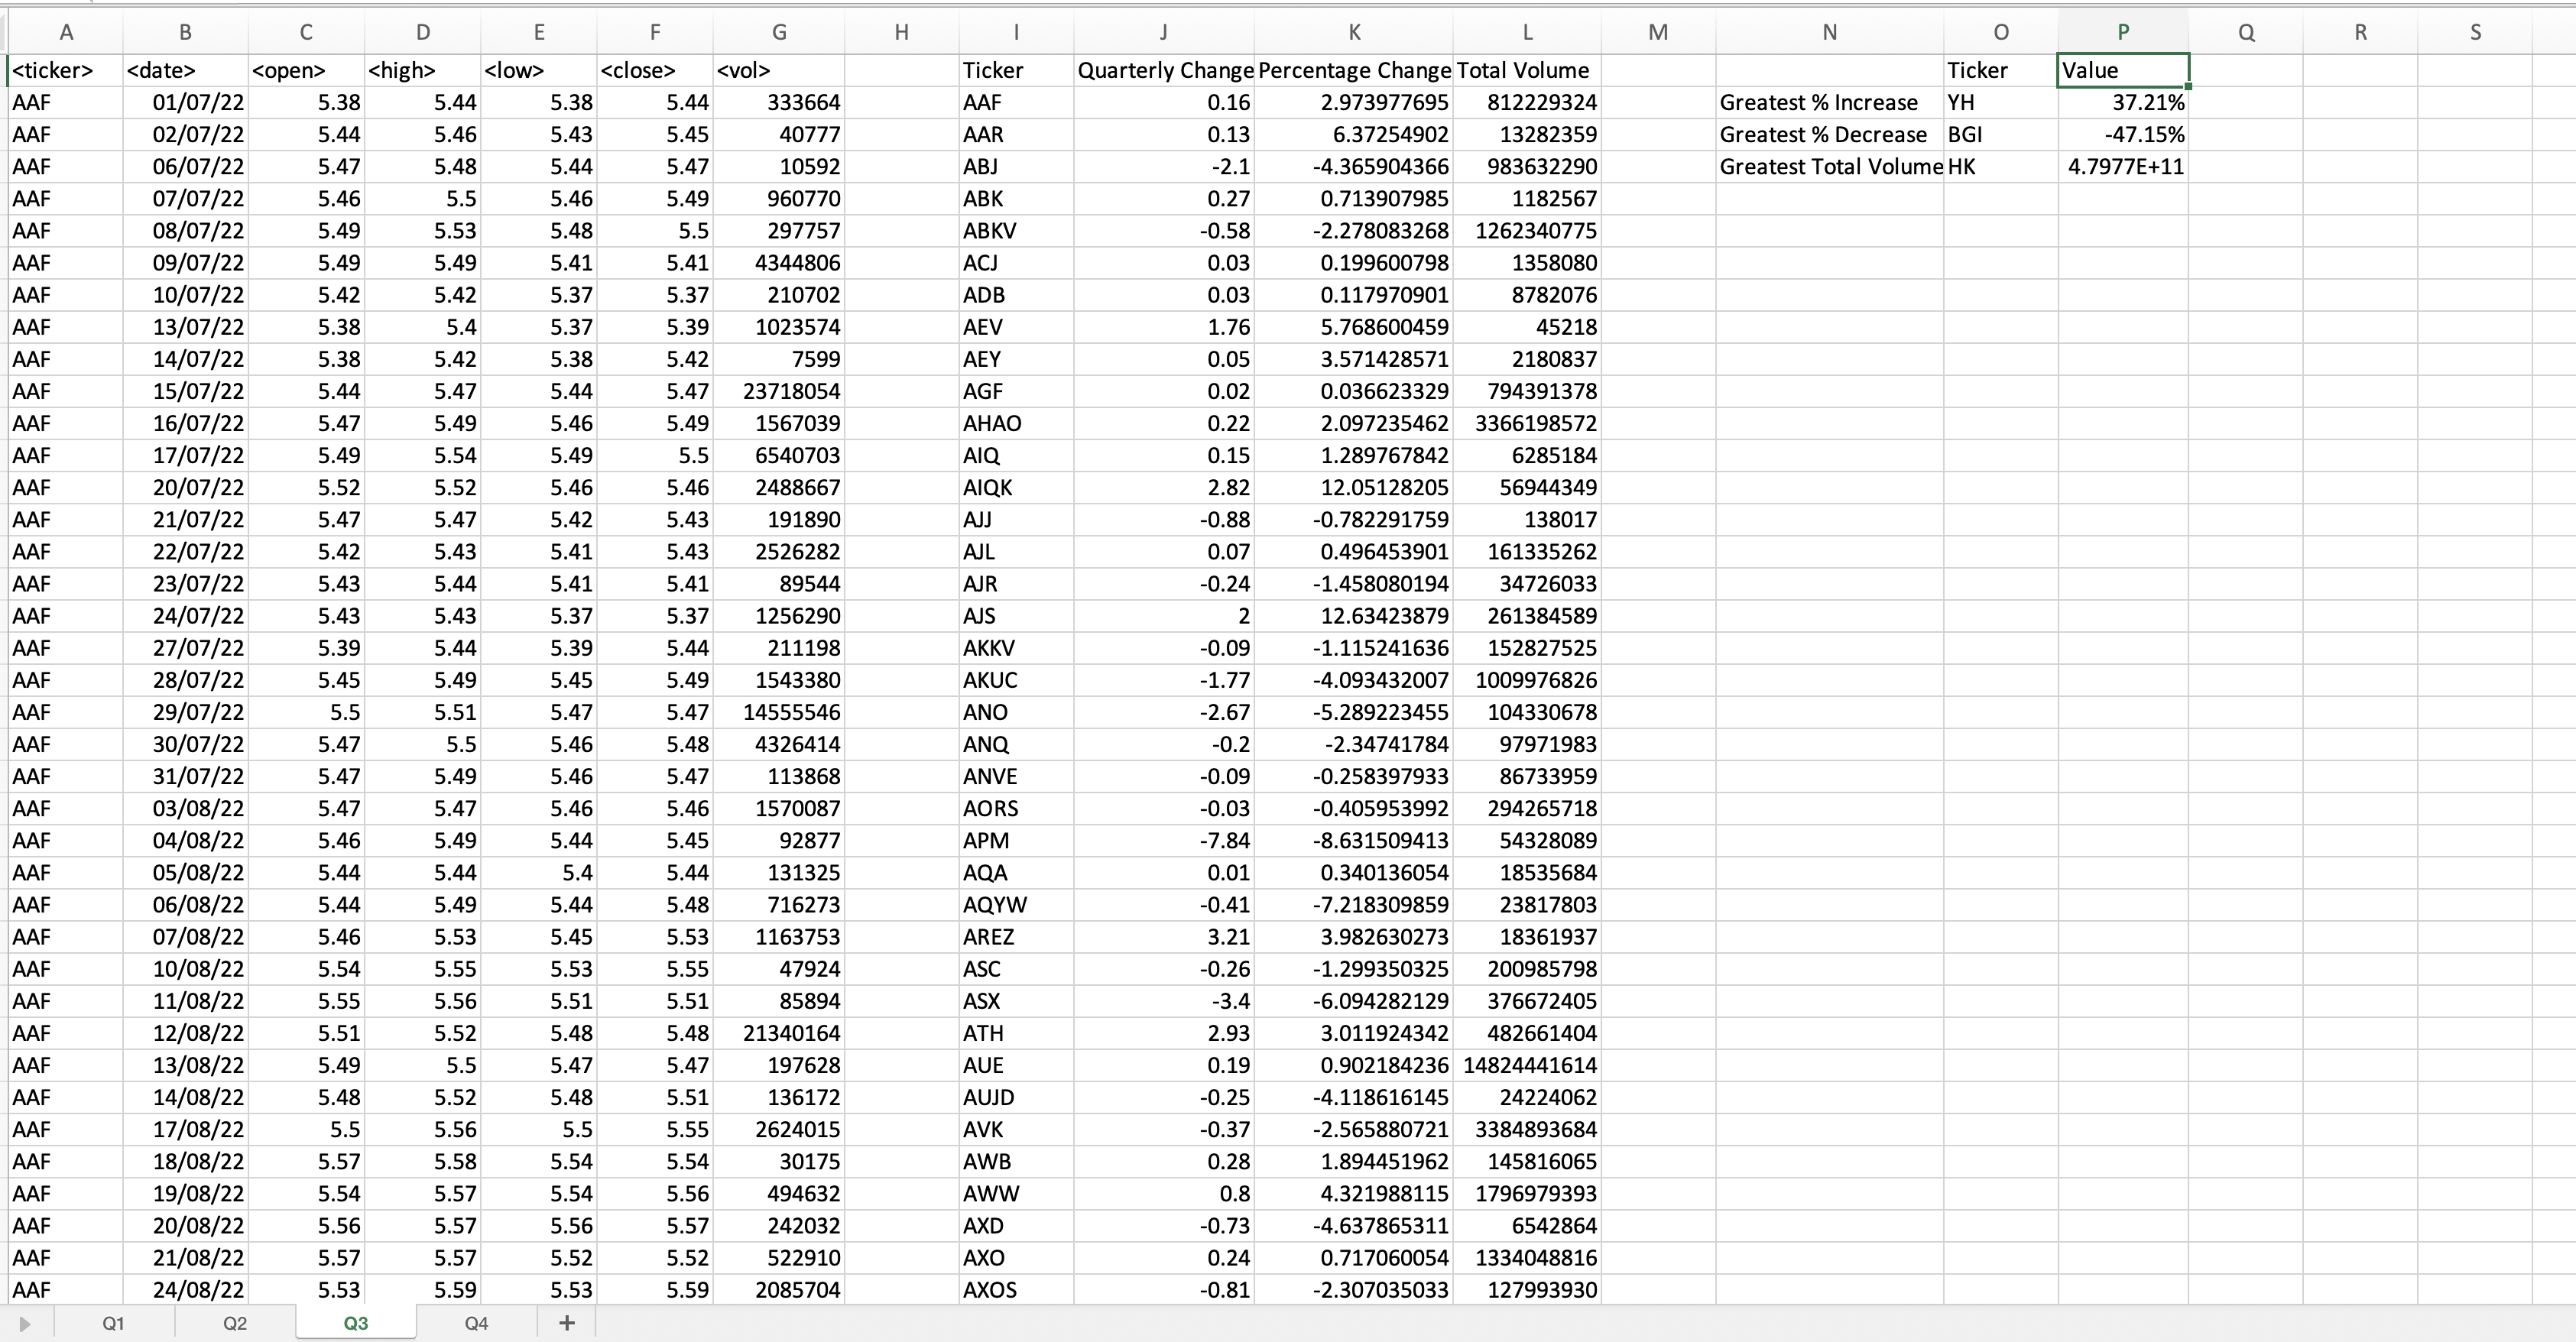 A B C D E F G H I J K L M N O P Q R S
<ticker> <date> <open> <high> <low> <close> <vol> Ticker Quarterly Change Percentage Change Total Volume Ticker Value
AAF 01/07/22 5.38 5.44 5.38 5.44 333664 AAF 0.16 2.973977695 812229324 Greatest % Increase YH 37.21%
AAF 02/07/22 5.44 5.46 5.43 5.45 40777 AAR 0.13 6.37254902 13282359 Greatest % Decrease BGI -47.15%
AAF 06/07/22 5.47 5.48 5.44 5.47 10592 ABJ -2.1 -4.365904366 983632290 Greatest Total Volume HK 4.7977E+11
AAF 07/07/22 5.46 5.5 5.46 5.49 960770 ABK 0.27 0.713907985 1182567
AAF 08/07/22 5.49 5.53 5.48 5.5 297757 ABKV -0.58 -2.278083268 1262340775
AAF 09/07/22 5.49 5.49 5.41 5.41 4344806 ACJ 0.03 0.199600798 1358080
AAF 10/07/22 5.42 5.42 5.37 5.37 210702 ADB 0.03 0.117970901 8782076
AAF 13/07/22 5.38 5.4 5.37 5.39 1023574 AEV 1.76 5.768600459 45218
AAF 14/07/22 5.38 5.42 5.38 5.42 7599 AEY 0.05 3.571428571 2180837
AAF 15/07/22 5.44 5.47 5.44 5.47 23718054 AGF 0.02 0.036623329 794391378
AAF 16/07/22 5.47 5.49 5.46 5.49 1567039 AHAO 0.22 2.097235462 3366198572
AAF 17/07/22 5.49 5.54 5.49 5.5 6540703 AIQ 0.15 1.289767842 6285184
AAF 20/07/22 5.52 5.52 5.46 5.46 2488667 AIQK 2.82 12.05128205 56944349
AAF 21/07/22 5.47 5.47 5.42 5.43 191890 AJJ -0.88 -0.782291759 138017
AAF 22/07/22 5.42 5.43 5.41 5.43 2526282 AJL 0.07 0.496453901 161335262
AAF 23/07/22 5.43 5.44 5.41 5.41 89544 AJR -0.24 -1.458080194 34726033
AAF 24/07/22 5.43 5.43 5.37 5.37 1256290 AJS 2 12.63423879 261384589
AAF 27/07/22 5.39 5.44 5.39 5.44 211198 AKKV -0.09 -1.115241636 152827525
AAF 28/07/22 5.45 5.49 5.45 5.49 1543380 AKUC -1.77 -4.093432007 1009976826
AAF 29/07/22 5.5 5.51 5.47 5.47 14555546 ANO -2.67 -5.289223455 104330678
AAF 30/07/22 5.47 5.5 5.46 5.48 4326414 ANQ -0.2 -2.34741784 97971983
AAF 31/07/22 5.47 5.49 5.46 5.47 113868 ANVE -0.09 -0.258397933 86733959
AAF 03/08/22 5.47 5.47 5.46 5.46 1570087 AORS -0.03 -0.405953992 294265718
AAF 04/08/22 5.46 5.49 5.44 5.45 92877 APM -7.84 -8.631509413 54328089
AAF 05/08/22 5.44 5.44 5.4 5.44 131325 AQA 0.01 0.340136054 18535684
AAF 06/08/22 5.44 5.49 5.44 5.48 716273 AQYW -0.41 -7.218309859 23817803
AAF 07/08/22 5.46 5.53 5.45 5.53 1163753 AREZ 3.21 3.982630273 18361937
AAF 10/08/22 5.54 5.55 5.53 5.55 47924 ASC -0.26 -1.299350325 200985798
AAF 11/08/22 5.55 5.56 5.51 5.51 85894 ASX -3.4 -6.094282129 376672405
AAF 12/08/22 5.51 5.52 5.48 5.48 21340164 ATH 2.93 3.011924342 482661404
AAF 13/08/22 5.49 5.5 5.47 5.47 197628 AUE 0.19 0.902184236 14824441614
AAF 14/08/22 5.48 5.52 5.48 5.51 136172 AUJD -0.25 -4.118616145 24224062
AAF 17/08/22 5.5 5.56 5.5 5.55 2624015 AVK -0.37 -2.565880721 3384893684
AAF 18/08/22 5.57 5.58 5.54 5.54 30175 AWB 0.28 1.894451962 145816065
AAF 19/08/22 5.54 5.57 5.54 5.56 494632 AWW 0.8 4.321988115 1796979393
AAF 20/08/22 5.56 5.57 5.56 5.57 242032 AXD -0.73 -4.637865311 6542864
AAF 21/08/22 5.57 5.57 5.52 5.52 522910 AXO 0.24 0.717060054 1334048816
AAF 24/08/22 5.53 5.59 5.53 5.59 2085704 AXOS -0.81 -2.307035033 127993930
Q1 Q2 Q3 Q4 +